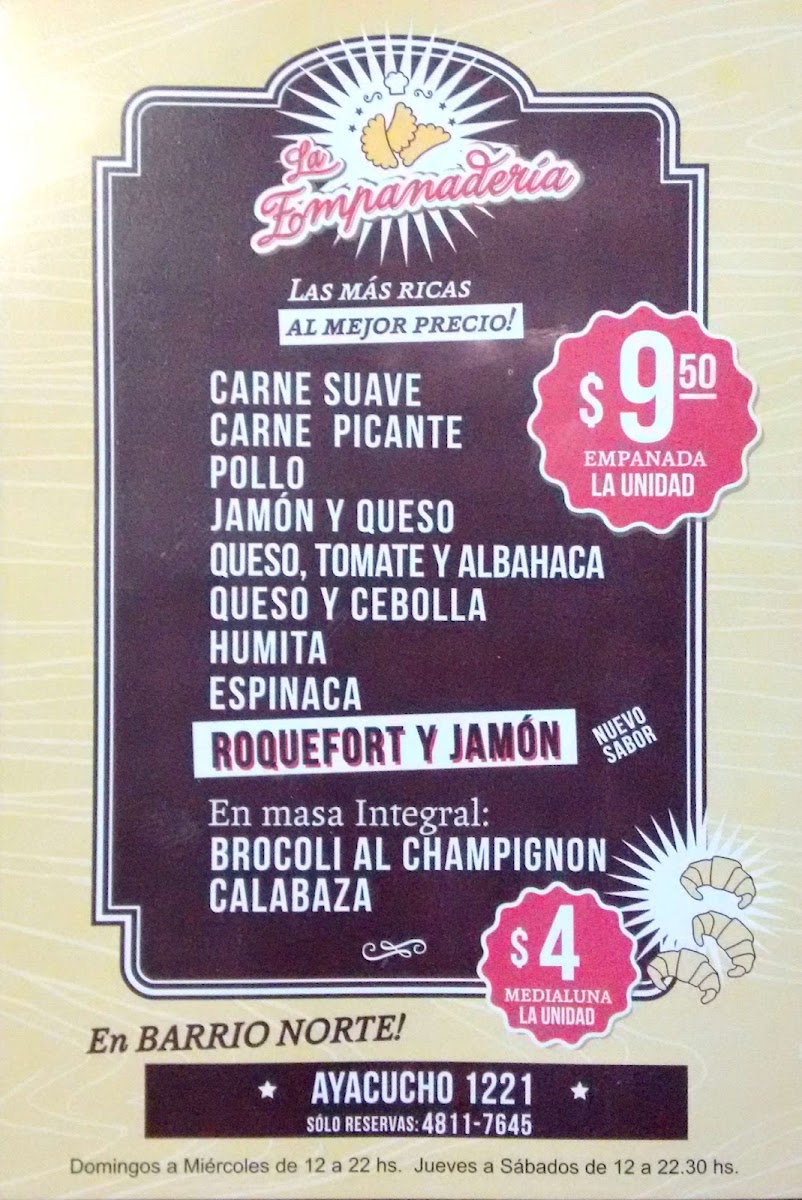 La
Empanadería
LAS MÁS RICAS
AL MEJOR PRECIO!
$ 9 50
EMPANADA
LA UNIDAD
CARNE SUAVE
CARNE PICANTE
POLLO
JAMÓN Y QUESO
QUESO, TOMATE Y ALBAHACA
QUESO Y CEBOLLA
HUMITA
ESPINACA
ROQUEFORT Y JAMÓN
NUEVO
SABOR
En masa Integral:
BROCOLI AL CHAMPIGNON
CALABAZA
$ 4
MEDIALUNA
LA UNIDAD
En BARRIO NORTE!
AYACUCHO 1221
SÓLO RESERVAS: 4811-7645
Domingos a Miércoles de 12 a 22 hs. Jueves a Sábados de 12 a 22.30 hs.